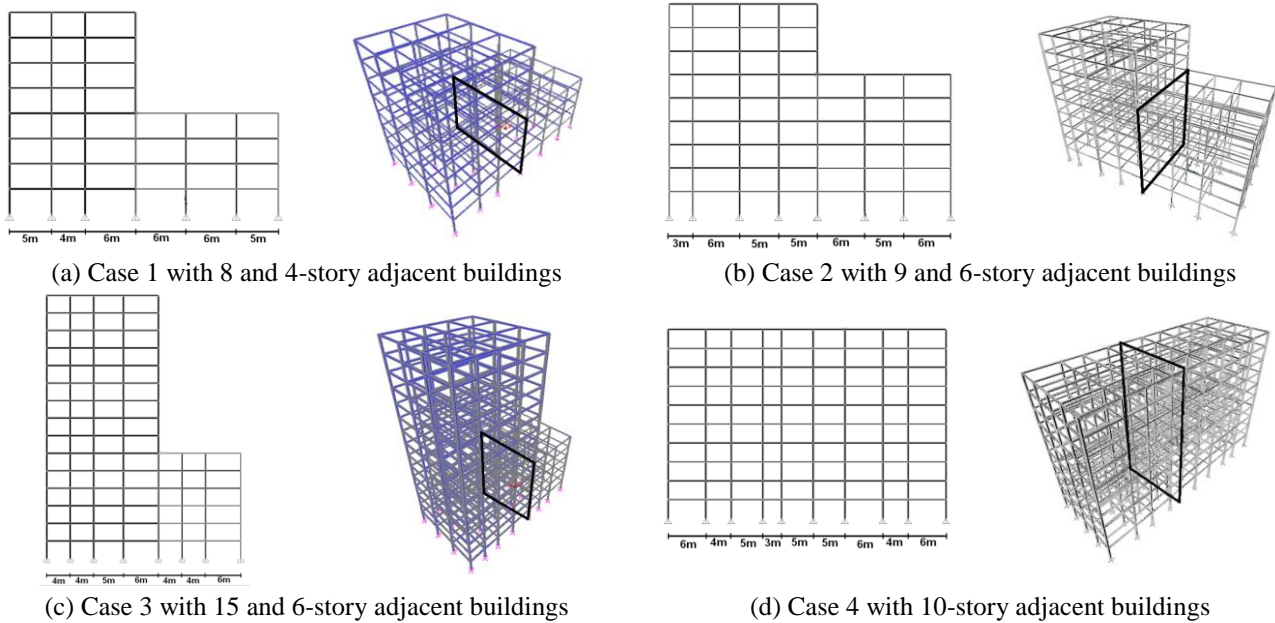 5m 4m 6m 6m 6m 5m
(a) Case 1 with 8 and 4-story adjacent buildings
3m 6m 5m 5m 6m 5m 6m
(b) Case 2 with 9 and 6-story adjacent buildings
4m 4m 5m 6m 4m 4m 6m
(c) Case 3 with 15 and 6-story adjacent buildings
6m 4m 5m 3m 5m 5m 6m 4m 6m
(d) Case 4 with 10-story adjacent buildings